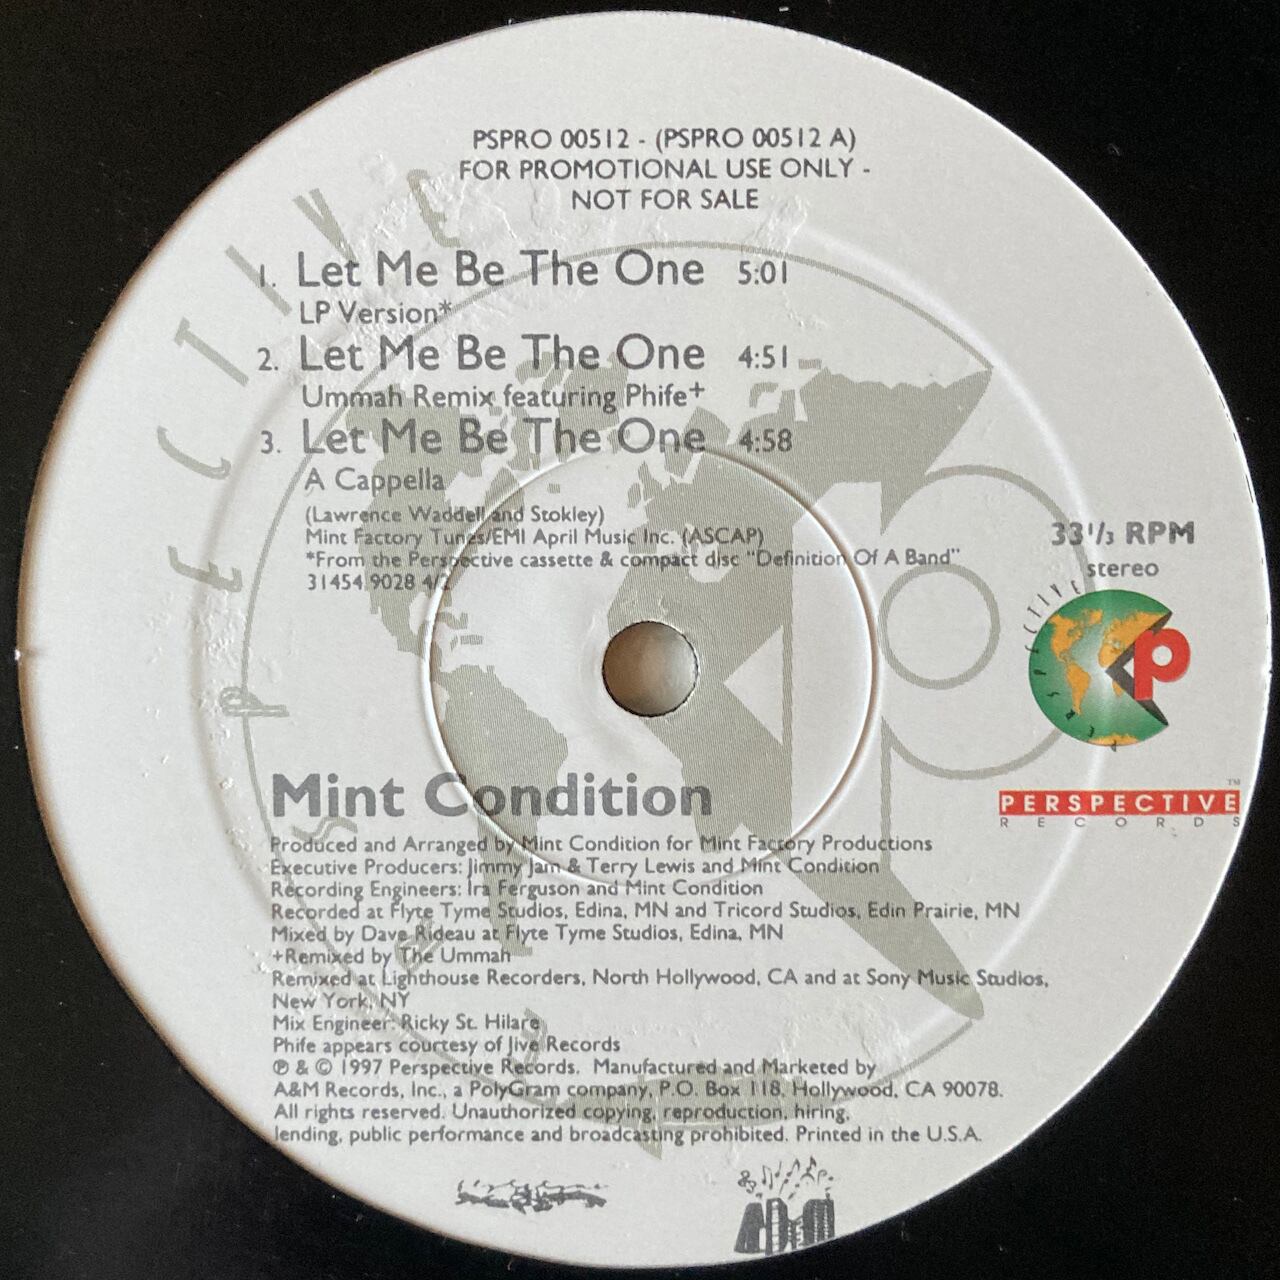 PSPRO 00512 - (PSPRO 00512 A)
FOR PROMOTIONAL USE ONLY -
NOT FOR SALE
1. Let Me Be The One 5:01
LP Version*
2. Let Me Be The One 4:51
Ummah Remix featuring Phife+
3. Let Me Be The One 4:58
A Cappella
(Lawrence Waddell and Stokley)
Mint Factory Tunes/EMI April Music Inc. (ASCAP)
*From the Perspective cassette & compact disc "Definition Of A Band"
31454 9028 4/2
33 1/3 RPM
stereo
PERSPECTIVE
P
PERSPECTIVE™
RECORDS
PERSPECTIVE
Mint Condition
Produced and Arranged by Mint Condition for Mint Factory Productions
Executive Producers: Jimmy Jam & Terry Lewis and Mint Condition
Recording Engineers: Ira Ferguson and Mint Condition
Recorded at Flyte Tyme Studios, Edina, MN and Tricord Studios, Edin Prairie, MN
Mixed by Dave Rideau at Flyte Tyme Studios, Edina, MN
+Remixed by The Ummah
Remixed at Lighthouse Recorders, North Hollywood, CA and at Sony Music Studios,
New York, NY
Mix Engineer: Ricky St. Hilare
Phife appears courtesy of Jive Records
℗ & © 1997 Perspective Records. Manufactured and Marketed by
A&M Records, Inc., a PolyGram company, P.O. Box 118, Hollywood, CA 90078.
All rights reserved. Unauthorized copying, reproduction, hiring,
lending, public performance and broadcasting prohibited. Printed in the U.S.A.